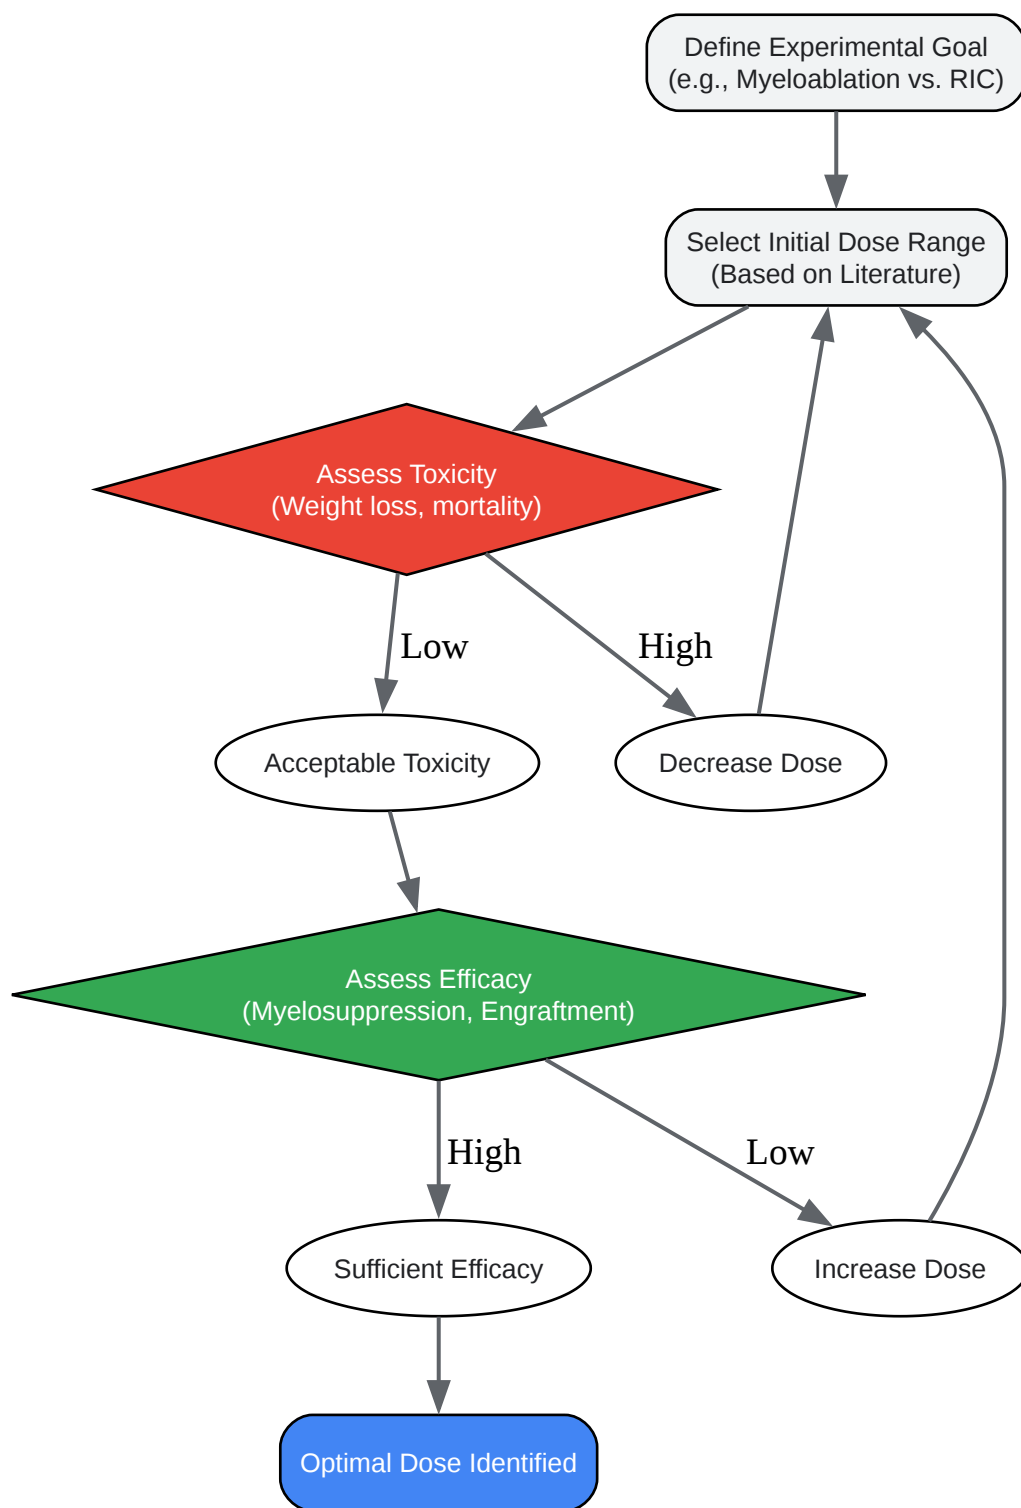 Define Experimental Goal
(e.g., Myeloablation vs. RIC)
Select Initial Dose Range
(Based on Literature)
Assess Toxicity
(Weight loss, mortality)
Low
High
Acceptable Toxicity
Decrease Dose
Assess Efficacy
(Myelosuppression, Engraftment)
High
Low
Sufficient Efficacy
Increase Dose
Optimal Dose Identified